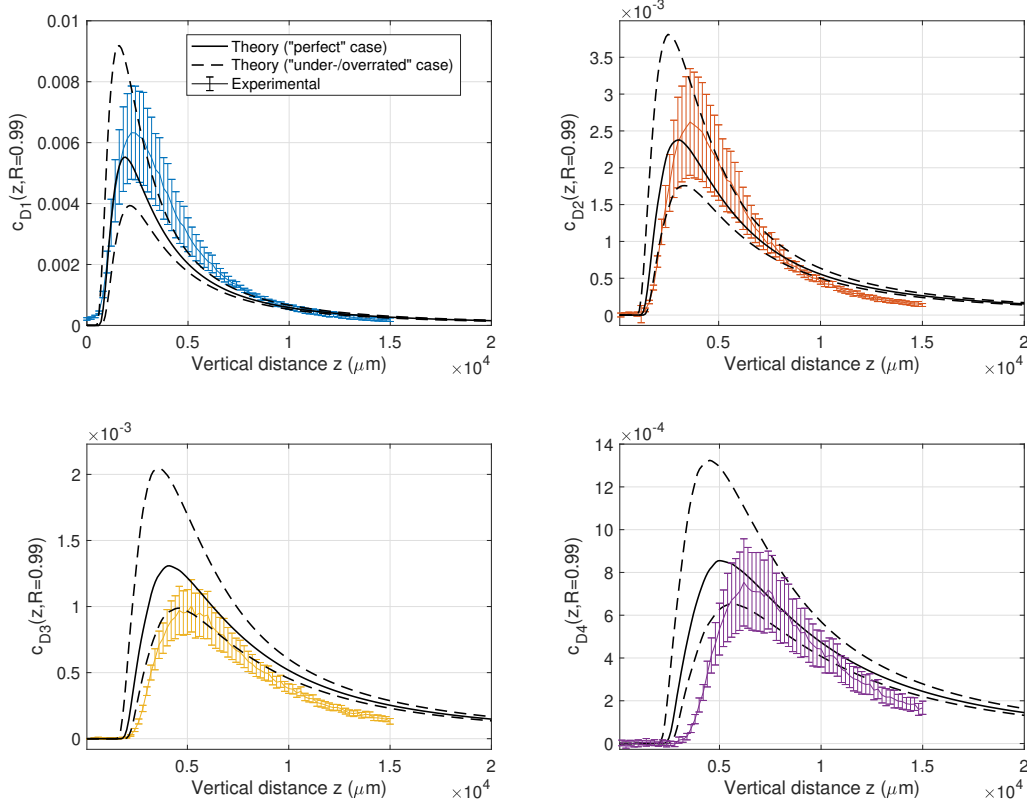 0.01
0.008
0.006
0.004
0.002
0
c_D1(z,R=0.99)
Theory ("perfect" case)
Theory ("under-/overrated" case)
Experimental
0 0.5 1 1.5 2
Vertical distance z (μm)
×10^4
×10^-3
3.5
3
2.5
2
1.5
1
0.5
0
c_D2(z,R=0.99)
0.5 1 1.5 2
Vertical distance z (μm)
×10^4
×10^-3
2
1.5
1
0.5
0
c_D3(z,R=0.99)
0.5 1 1.5 2
Vertical distance z (μm)
×10^4
×10^-4
14
12
10
8
6
4
2
0
c_D4(z,R=0.99)
0.5 1 1.5 2
Vertical distance z (μm)
×10^4